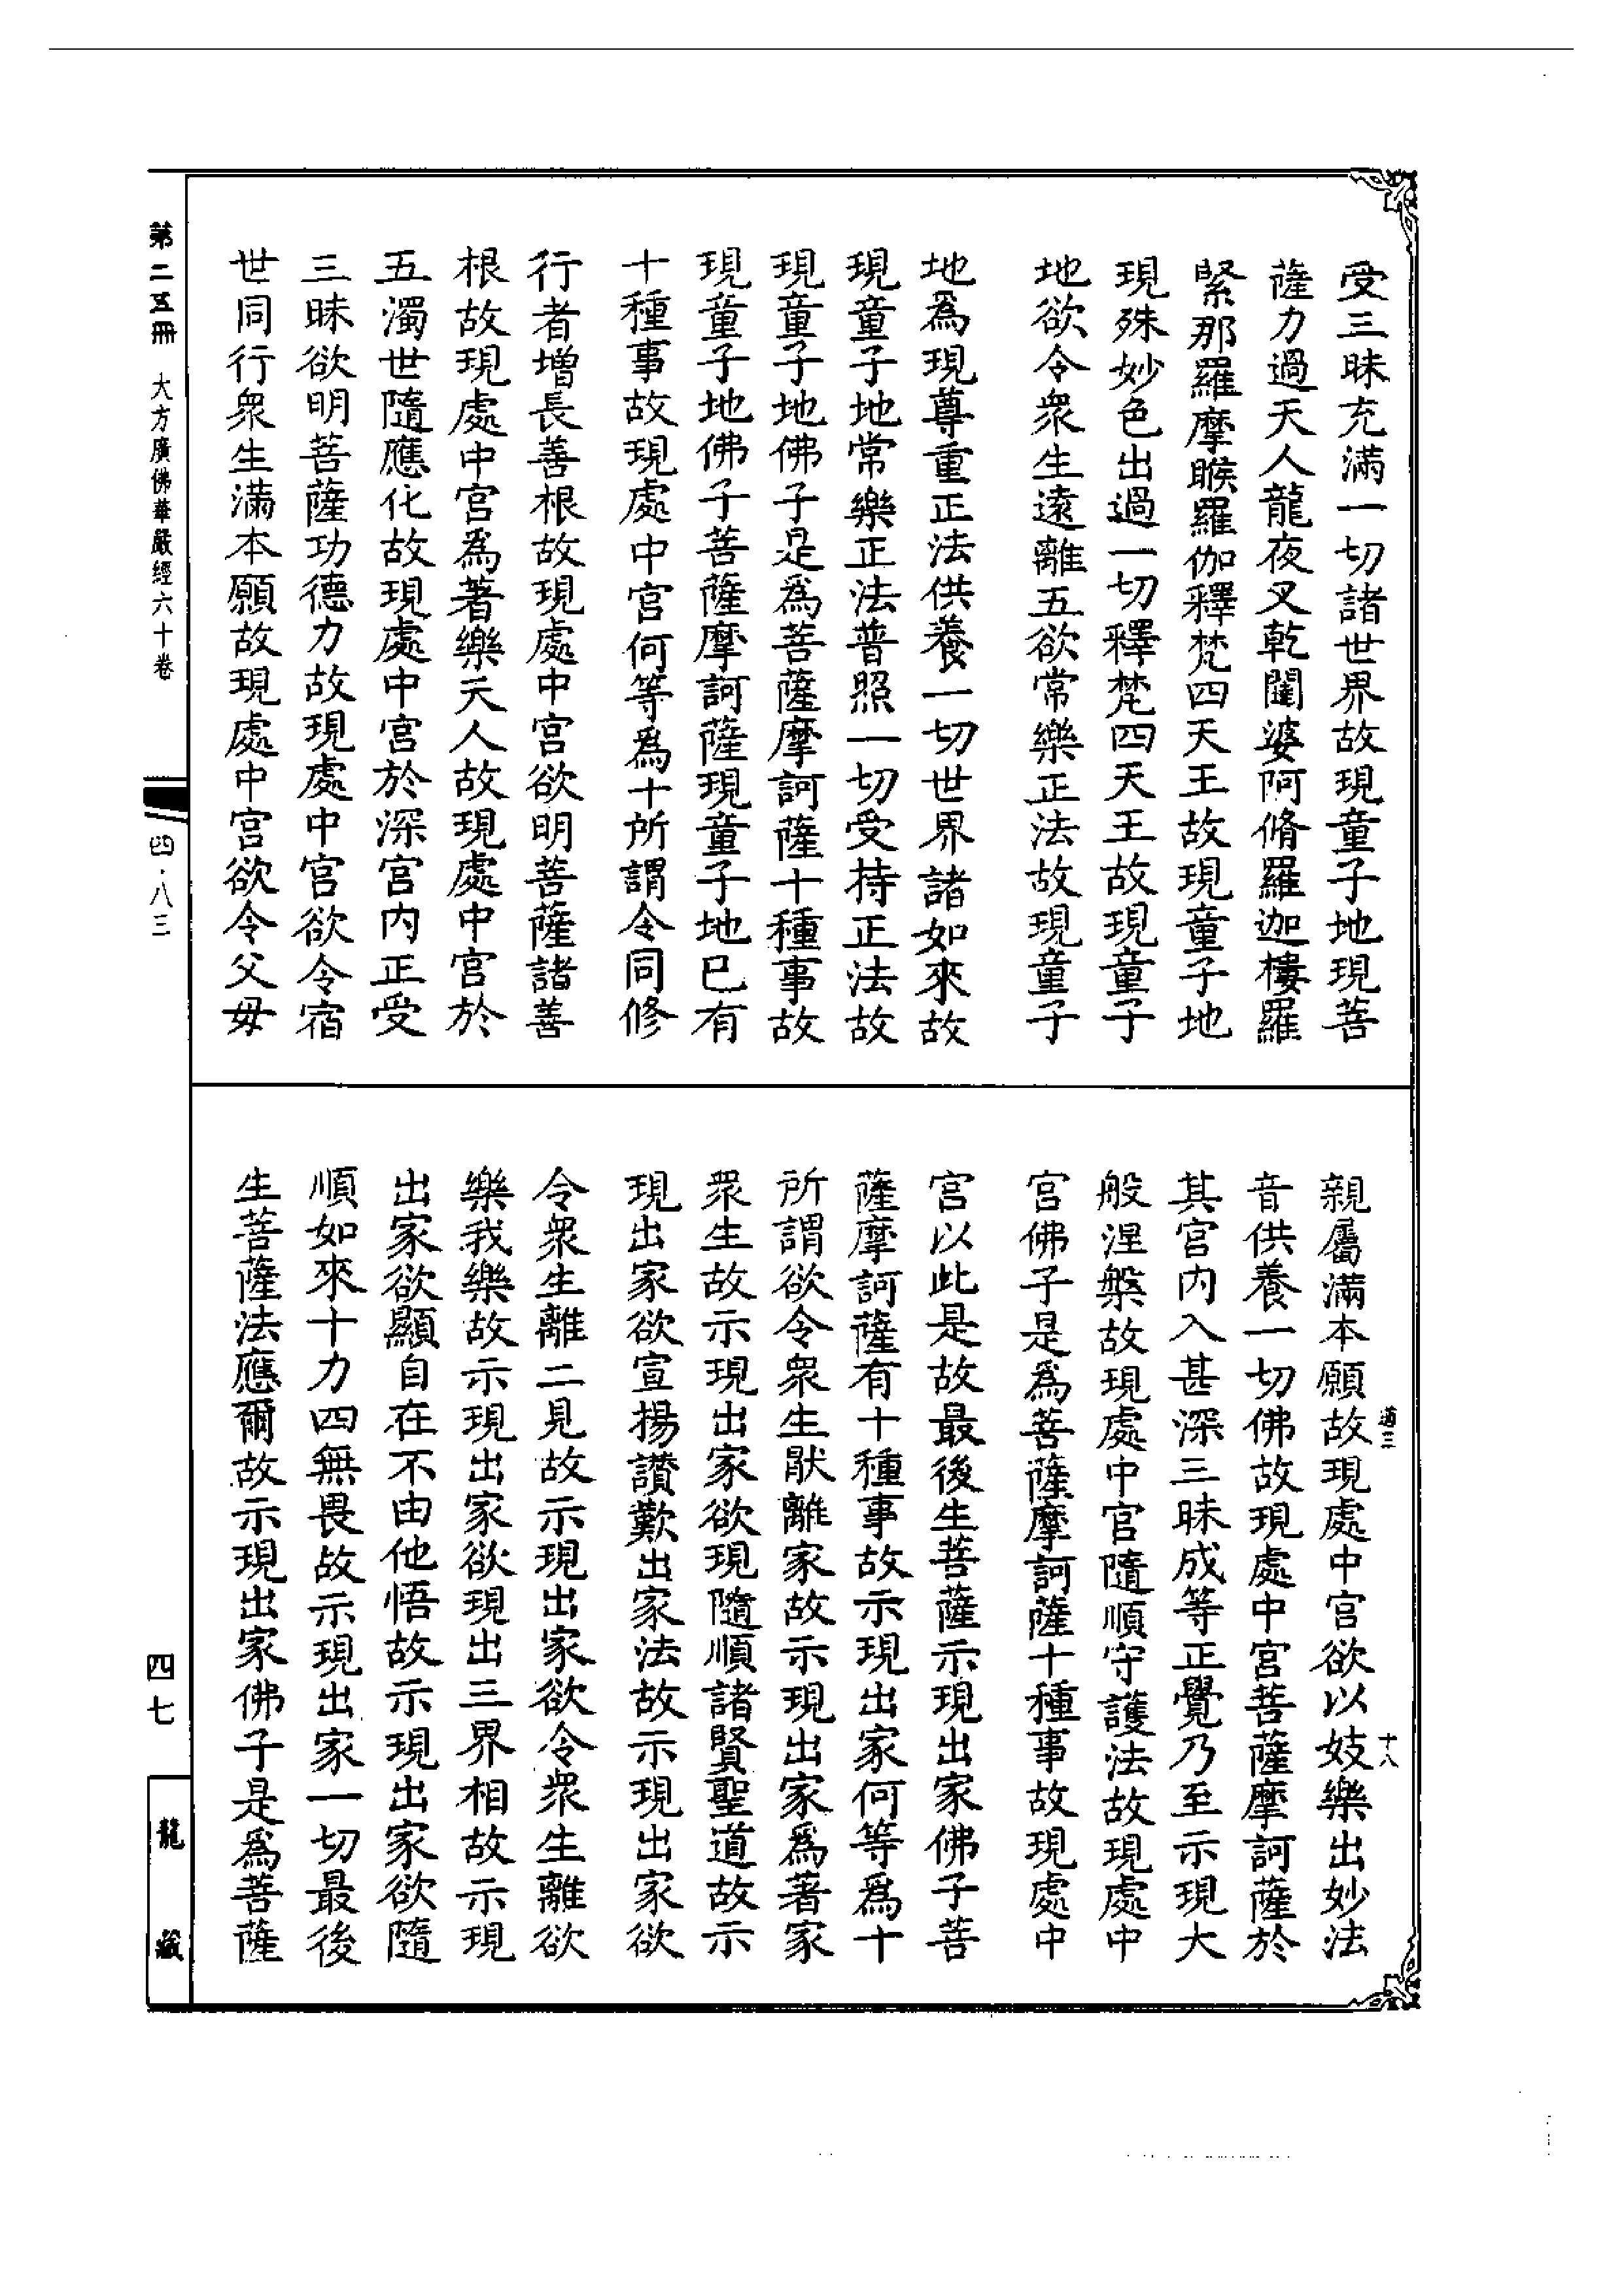 受三昧充滿一切諸世界故現童子地現菩
薩力過天人龍夜叉乾闥婆阿脩羅迦樓羅
緊那羅摩睺羅伽釋梵四天王故現童子地
現殊妙色出過一切釋梵四天王故現童子
地欲令衆生遠離五欲常樂正法故現童子
地為現尊重正法供養一切世界諸如來故
現童子地常樂正法普照一切受持正法故
現童子地佛子是為菩薩摩訶薩十種事故
現童子地佛子菩薩摩訶薩現童子地已有
十種事故現處中宮何等為十所謂令同修
行者增長善根故現處中宮欲明菩薩諸善
根故現處中宮為著樂天人故現處中宮於
五濁世隨應化故現處中宮於深宮內正受
三昧欲明菩薩功德力故現處中宮欲令宿
世同行衆生滿本願故現處中宮欲令父母
親屬滿本願故現處中宮欲以妓樂出妙法
音供養一切佛故現處中宮菩薩摩訶薩於
其宮內入甚深三昧成等正覺乃至示現大
般涅槃故現處中官隨順守護法故現處中
宮佛子是為菩薩摩訶薩十種事故現處中
宮以此是故最後生菩薩示現出家佛子菩
薩摩訶薩有十種事故示現出家何等為十
所謂欲令衆生猒離家故示現出家為著家
衆生故示現出家欲現隨順諸賢聖道故示
現出家欲宣揚讚歎出家法故示現出家欲
令衆生離二見故示現出家欲令衆生離欲
樂我樂故示現出家欲現出三界相故示現
出家欲顯自在不由他悟故示現出家欲隨
順如來十力四無畏故示現出家一切最後
生菩薩法應爾故示現出家佛子是為菩薩
適三
十八
第二五冊 大方廣佛華嚴經六十卷
四·八三
四七
龍藏